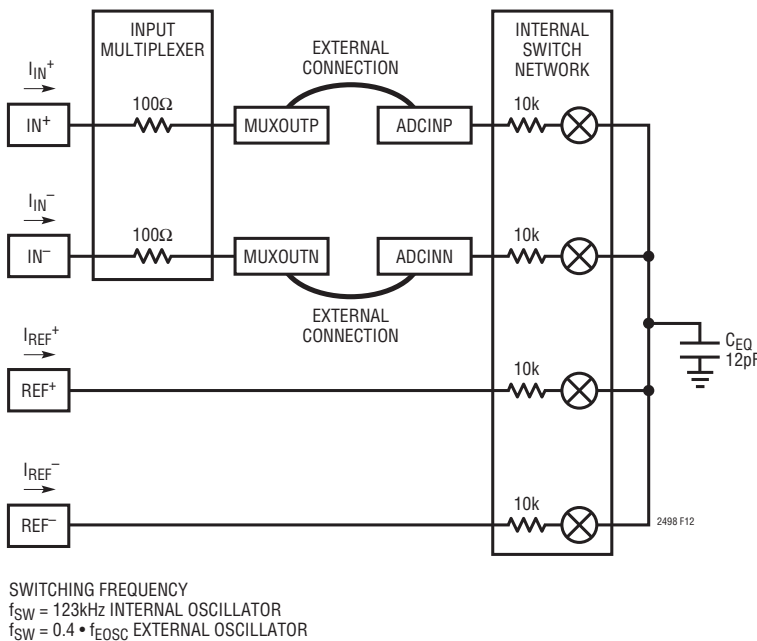 INPUT
MULTIPLEXER
EXTERNAL
CONNECTION
INTERNAL
SWITCH
NETWORK
IIN+
IN+
100Ω
MUXOUTP
ADCINP
10k
IIN–
IN–
100Ω
MUXOUTN
ADCINN
10k
EXTERNAL
CONNECTION
IREF+
REF+
10k
CEQ
12pF
IREF–
REF–
10k
2498 F12
SWITCHING FREQUENCY
fSW = 123kHz INTERNAL OSCILLATOR
fSW = 0.4 • fEOSC EXTERNAL OSCILLATOR